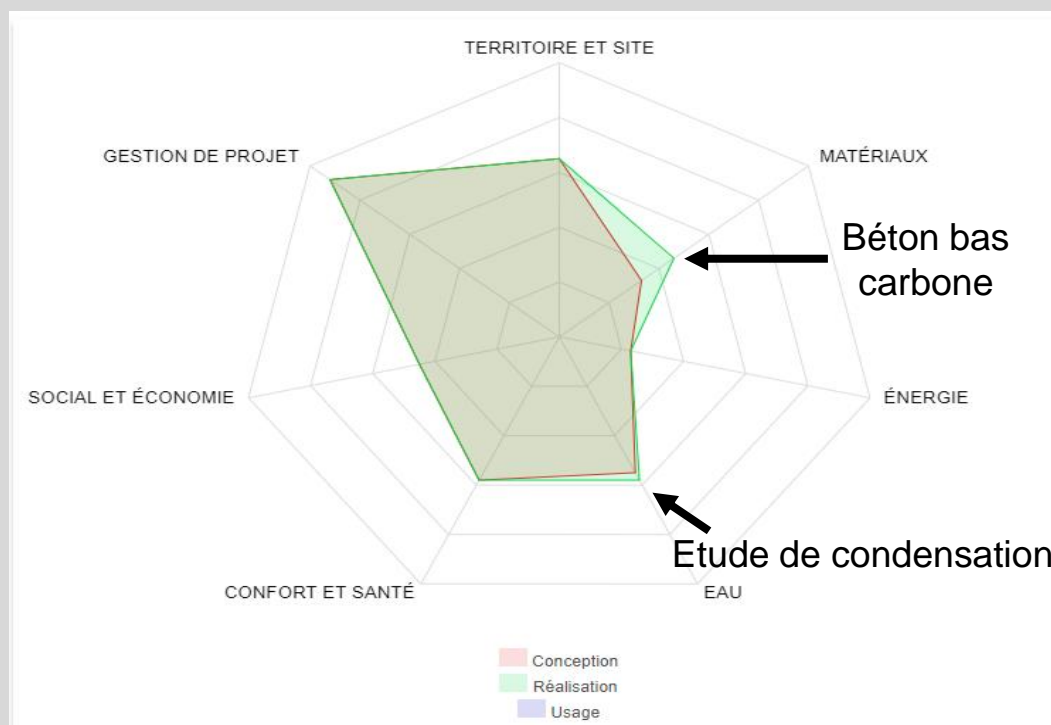 TERRITOIRE ET SITE
GESTION DE PROJET
MATÉRIAUX
Béton bas
carbone
SOCIAL ET ÉCONOMIE
ÉNERGIE
Etude de condensation
CONFORT ET SANTÉ
EAU
Conception
Réalisation
Usage